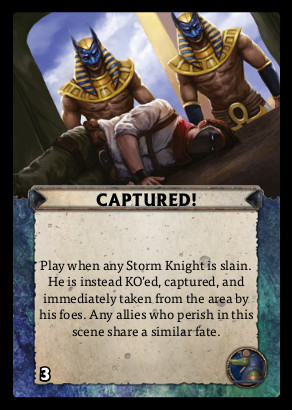 CAPTURED!
Play when any Storm Knight is slain.
He is instead KO'ed, captured, and
immediately taken from the area by
his foes. Any allies who perish in this
scene share a similar fate.
3